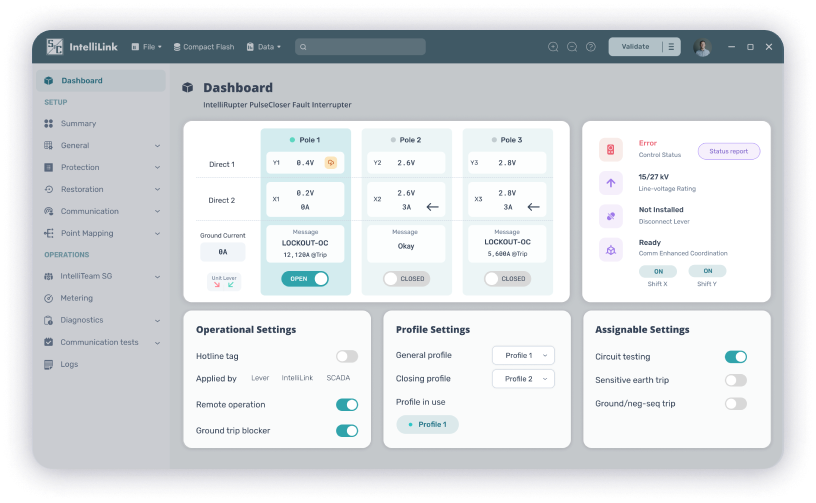 S&C IntelliLink File Compact Flash Data Validate
Dashboard
SETUP
Summary
General
Protection
Restoration
Communication
Point Mapping
OPERATIONS
IntelliTeam SG
Metering
Diagnostics
Communication tests
Logs
Dashboard
IntelliRupter PulseCloser Fault Interrupter
Pole 1 Pole 2 Pole 3
Direct 1 Y1 0.4V Y2 2.6V Y3 2.8V
Direct 2 X1 0.2V 0A X2 2.6V 3A X3 2.8V 3A
Ground Current
0A
Message
LOCKOUT-OC
12,120A @Trip
Message
Okay
Message
LOCKOUT-OC
5,600A @Trip
Unit Lever
OPEN CLOSED CLOSED
Error
Control Status
Status report
15/27 kV
Line-voltage Rating
Not Installed
Disconnect Lever
Ready
Comm Enhanced Coordination
ON ON
Shift X Shift Y
Operational Settings
Hotline tag
Applied by Lever IntelliLink SCADA
Remote operation
Ground trip blocker
Profile Settings
General profile Profile 1
Closing profile Profile 2
Profile in use
Profile 1
Assignable Settings
Circuit testing
Sensitive earth trip
Ground/neg-seq trip